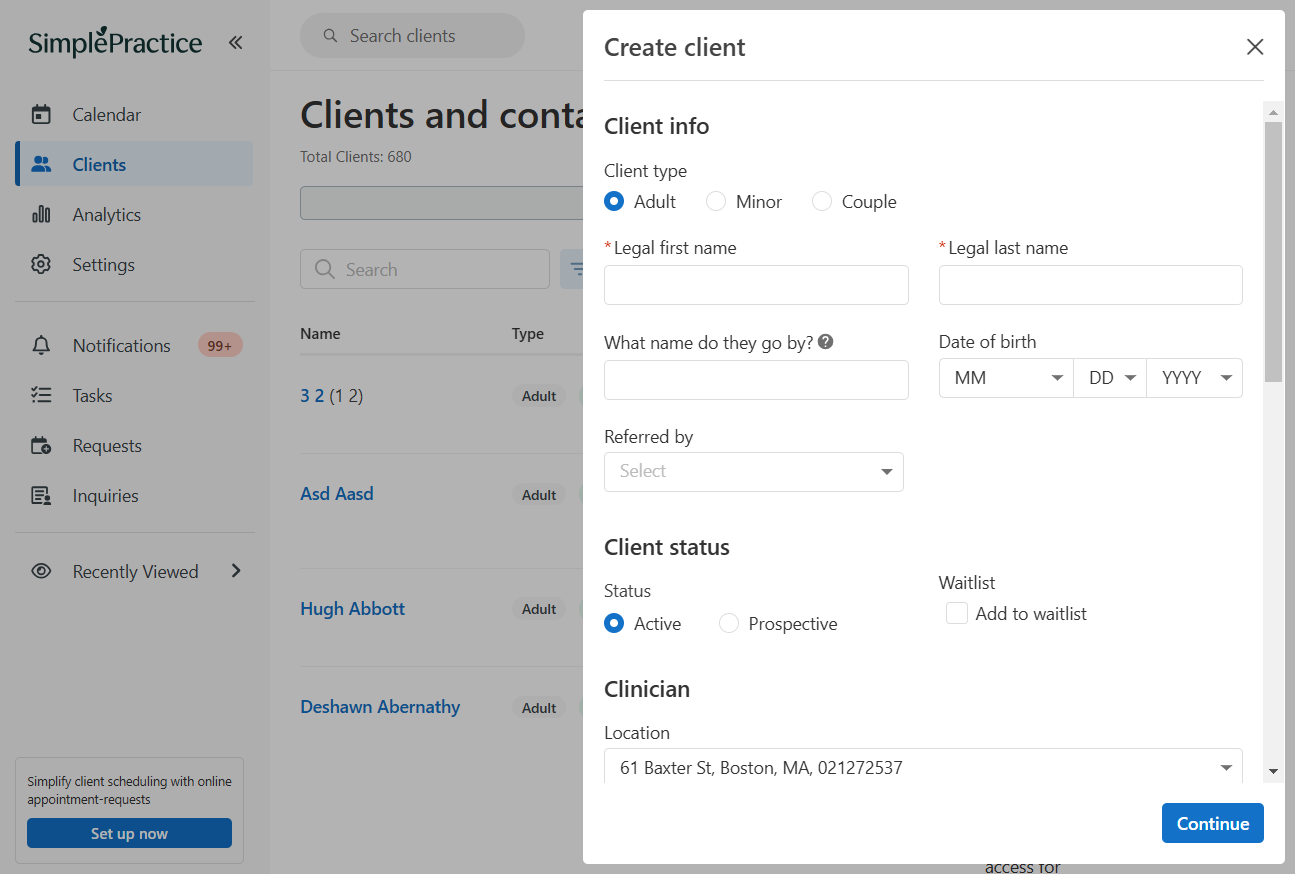 SimplePractice
Calendar
Clients
Analytics
Settings
Notifications 99+
Tasks
Requests
Inquiries
Recently Viewed
Simplify client scheduling with online
appointment-requests
Set up now
Search clients
Clients and conta
Total Clients: 680
Search
Name Type
3 2 (1 2) Adult
Asd Aasd Adult
Hugh Abbott Adult
Deshawn Abernathy Adult
Create client
Client info
Client type
Adult Minor Couple
*Legal first name *Legal last name
What name do they go by? Date of birth
MM DD YYYY
Referred by
Select
Client status
Status Waitlist
Active Prospective Add to waitlist
Clinician
Location
61 Baxter St, Boston, MA, 021272537
Continue
access for